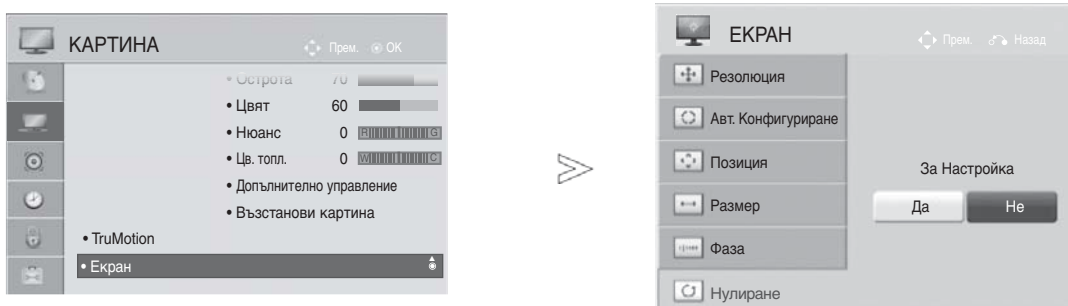 КАРТИНА
Прем. OK
• Острота 70
• Цвят 60
• Нюанс 0 R G
• Цв. топл. 0 W C
• Допълнително управление
• Възстанови картина
• TruMotion
• Екран
ЕКРАН
Прем. Назад
Резолюция
Авт. Конфигуриране
Позиция
Размер
Фаза
Нулиране
За Настройка
Да Не